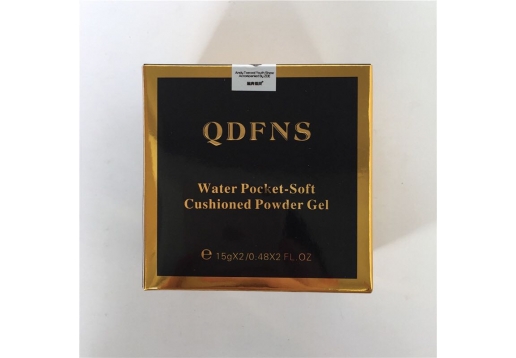 QDFNS
Water Pocket-Soft
Cushioned Powder Gel
℮ 15gX2/0.48X2 FL.OZ